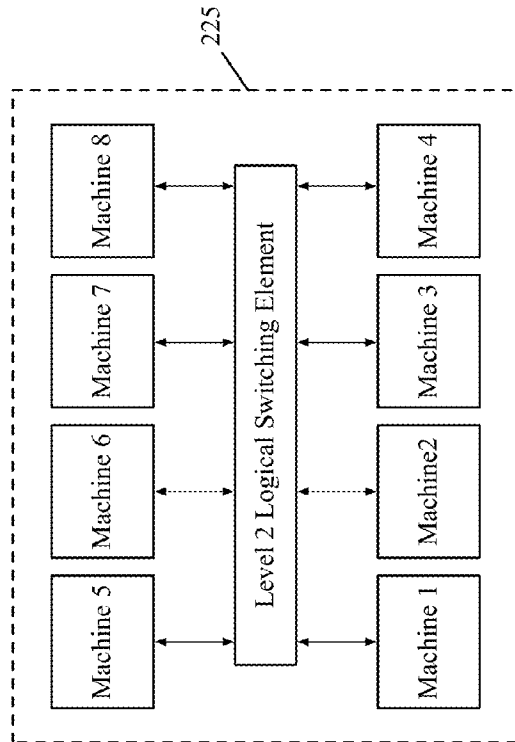 225
Machine 5
Machine 6
Machine 7
Machine 8
Level 2 Logical Switching Element
Machine 1
Machine2
Machine 3
Machine 4